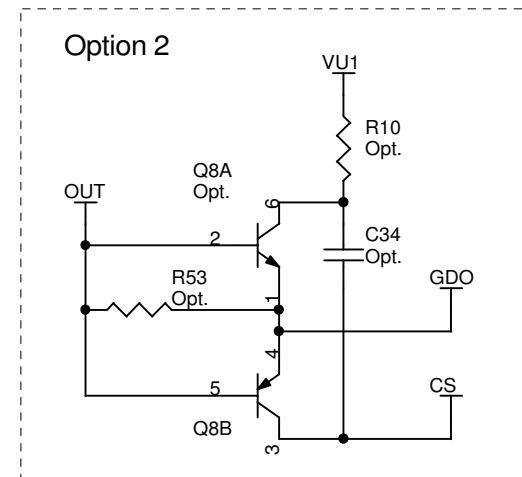 Option 2
VU1
R10
Opt.
Q8A
Opt.
OUT
6
2
C34
Opt.
R53
Opt.
GDO
1
4
5
CS
Q8B
3